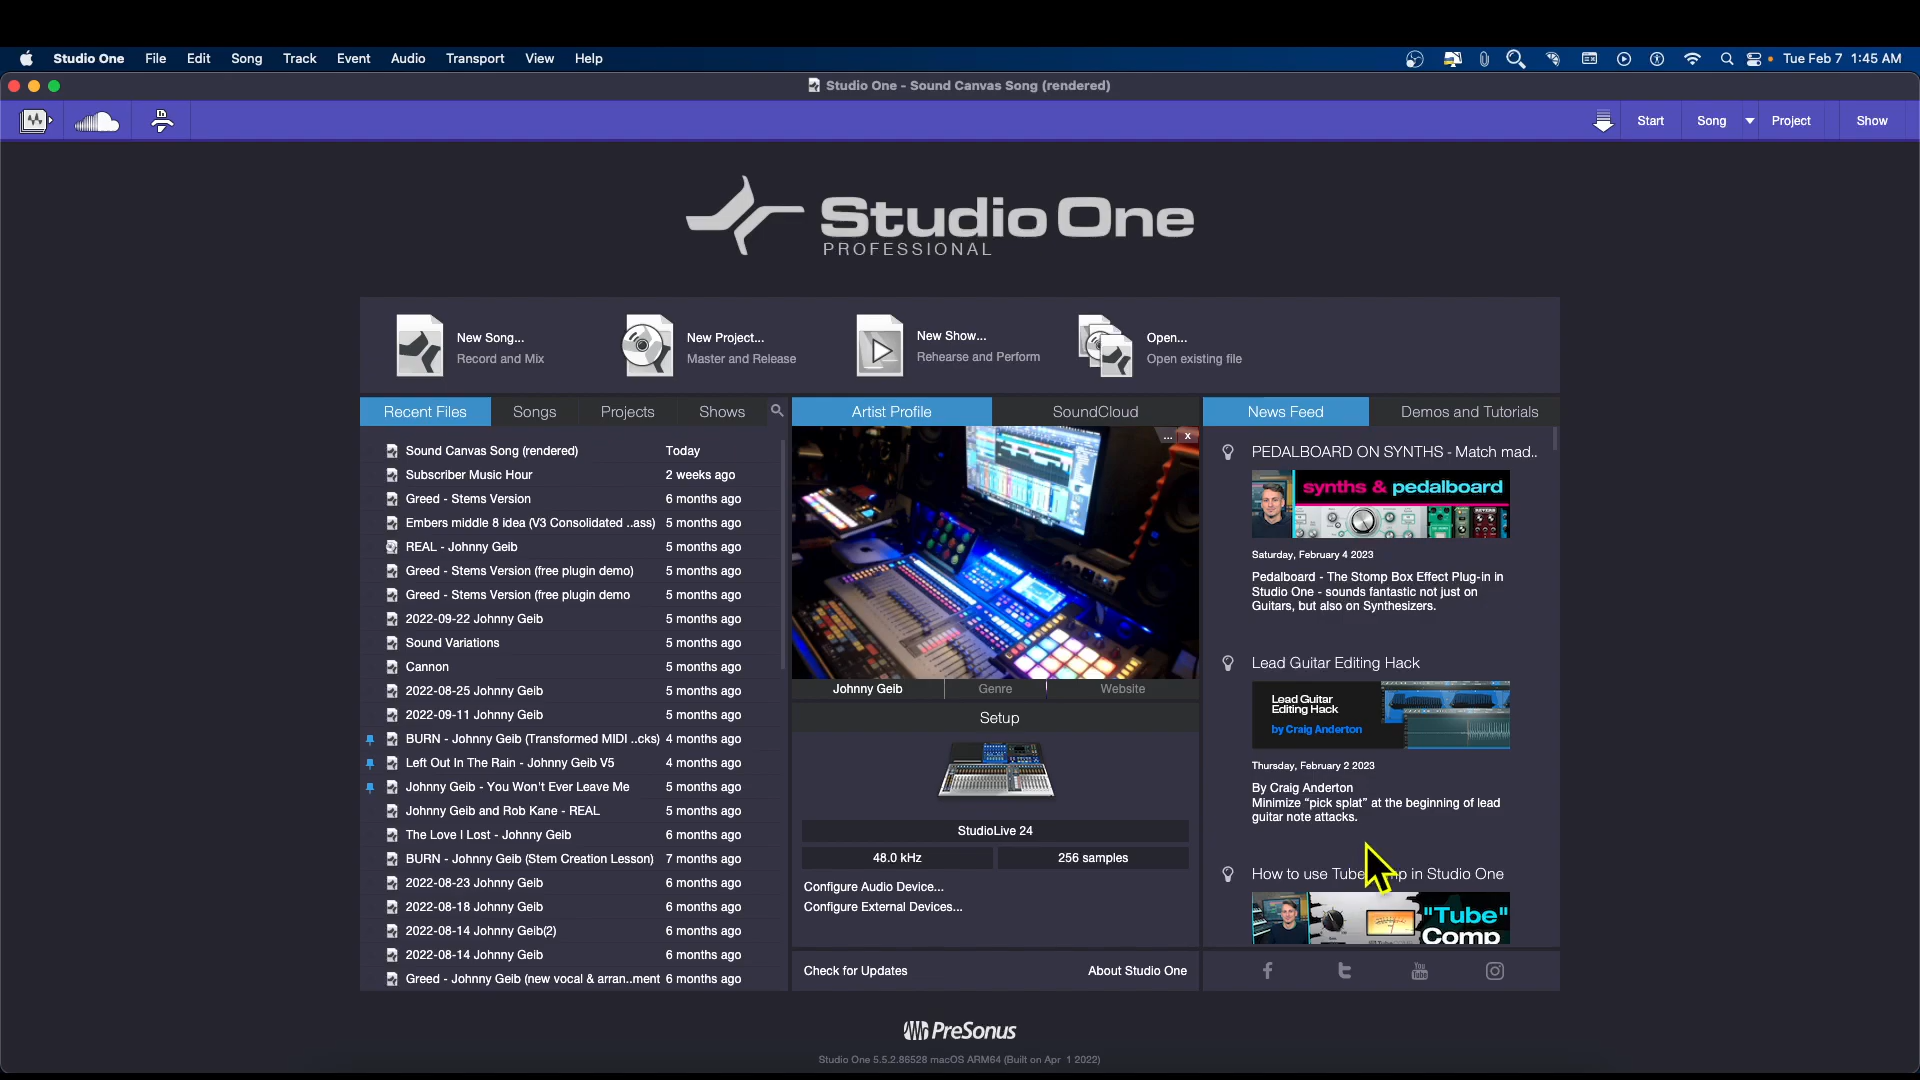 Studio One File Edit Song Track Event Audio Transport View Help Tue Feb 7 1:45 AM
Studio One - Sound Canvas Song (rendered)
Start Song Project Show
Studio One
PROFESSIONAL
New Song...
Record and Mix
New Project...
Master and Release
New Show...
Rehearse and Perform
Open...
Open existing file
Recent Files Songs Projects Shows
Sound Canvas Song (rendered) Today
Subscriber Music Hour 2 weeks ago
Greed - Stems Version 6 months ago
Embers middle 8 idea (V3 Consolidated ..ass) 5 months ago
REAL - Johnny Geib 5 months ago
Greed - Stems Version (free plugin demo) 5 months ago
Greed - Stems Version (free plugin demo 5 months ago
2022-09-22 Johnny Geib 5 months ago
Sound Variations 5 months ago
Cannon 5 months ago
2022-08-25 Johnny Geib 5 months ago
2022-09-11 Johnny Geib 5 months ago
BURN - Johnny Geib (Transformed MIDI ..cks) 4 months ago
Left Out In The Rain - Johnny Geib V5 4 months ago
Johnny Geib - You Won't Ever Leave Me 5 months ago
Johnny Geib and Rob Kane - REAL 5 months ago
The Love I Lost - Johnny Geib 6 months ago
BURN - Johnny Geib (Stem Creation Lesson) 7 months ago
2022-08-23 Johnny Geib 6 months ago
2022-08-18 Johnny Geib 6 months ago
2022-08-14 Johnny Geib(2) 6 months ago
2022-08-14 Johnny Geib 6 months ago
Greed - Johnny Geib (new vocal & arran..ment 6 months ago
Artist Profile SoundCloud
... x
Johnny Geib Genre Website
Setup
StudioLive 24
48.0 kHz 256 samples
Configure Audio Device...
Configure External Devices...
Check for Updates About Studio One
News Feed Demos and Tutorials
PEDALBOARD ON SYNTHS - Match mad..
synths & pedalboard
Saturday, February 4 2023
Pedalboard - The Stomp Box Effect Plug-in in
Studio One - sounds fantastic not just on
Guitars, but also on Synthesizers.
Lead Guitar Editing Hack
Lead Guitar
Editing Hack
by Craig Anderton
Thursday, February 2 2023
By Craig Anderton
Minimize "pick splat" at the beginning of lead
guitar note attacks.
How to use Tube in Studio One
"Tube"
Comp
PreSonus
Studio One 5.5.2.86528 macOS ARM64 (Built on Apr 1 2022)